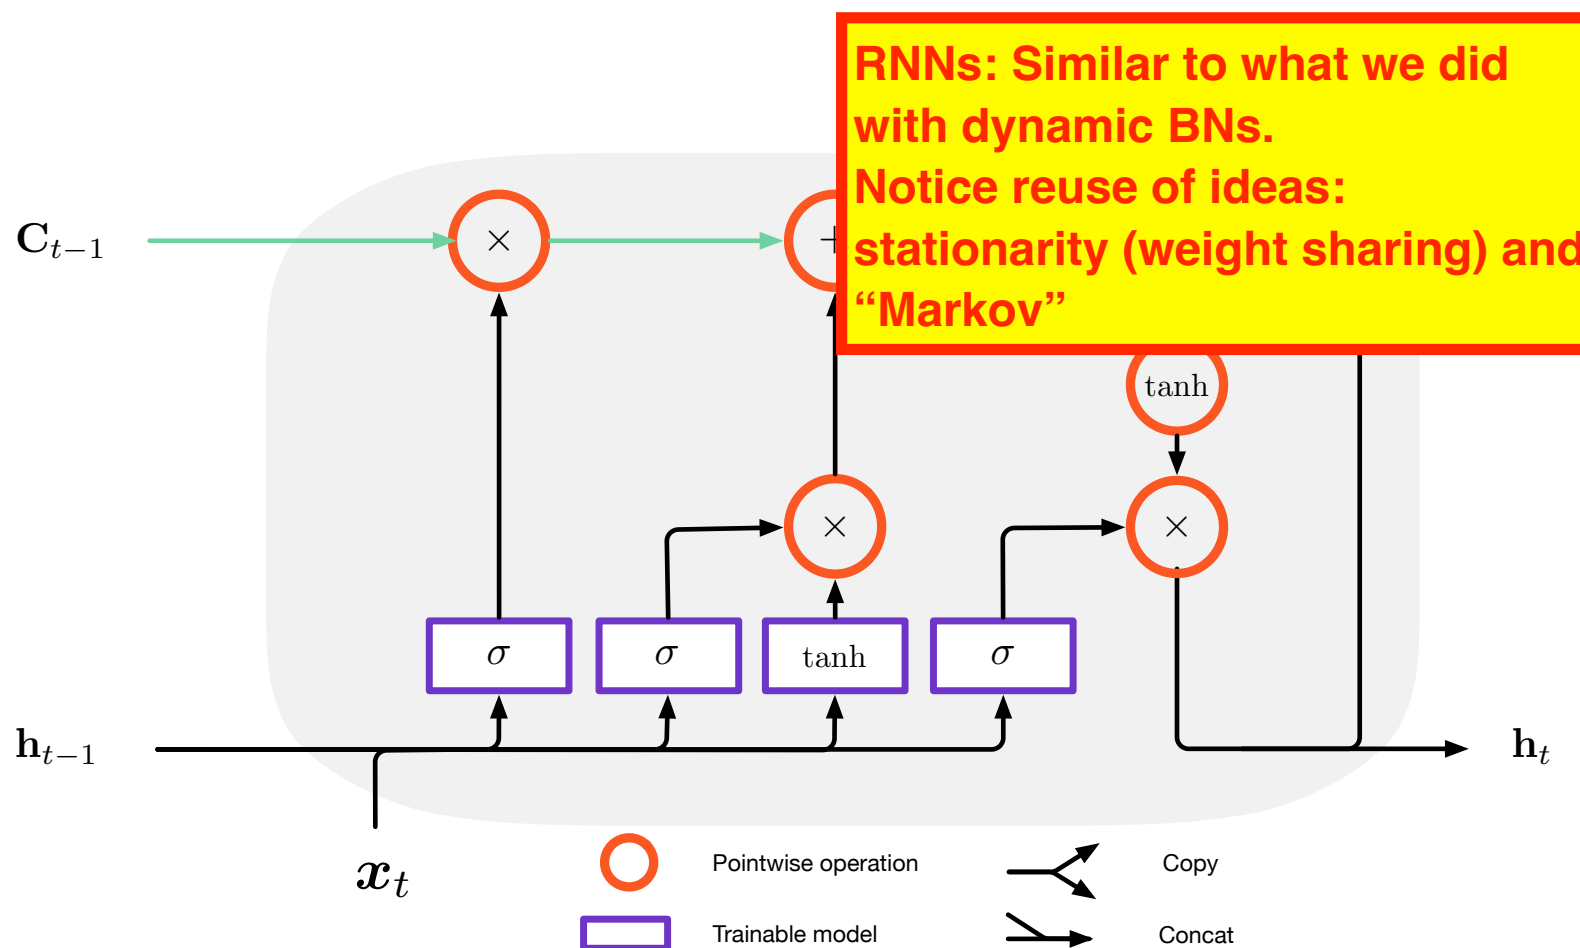 RNNs: Similar to what we did
with dynamic BNs.
Notice reuse of ideas:
stationarity (weight sharing) and
“Markov”
C_{t−1}
×
+
tanh
×
×
σ
σ
tanh
σ
h_{t−1}
h_t
x_t
Pointwise operation
Copy
Trainable model
Concat